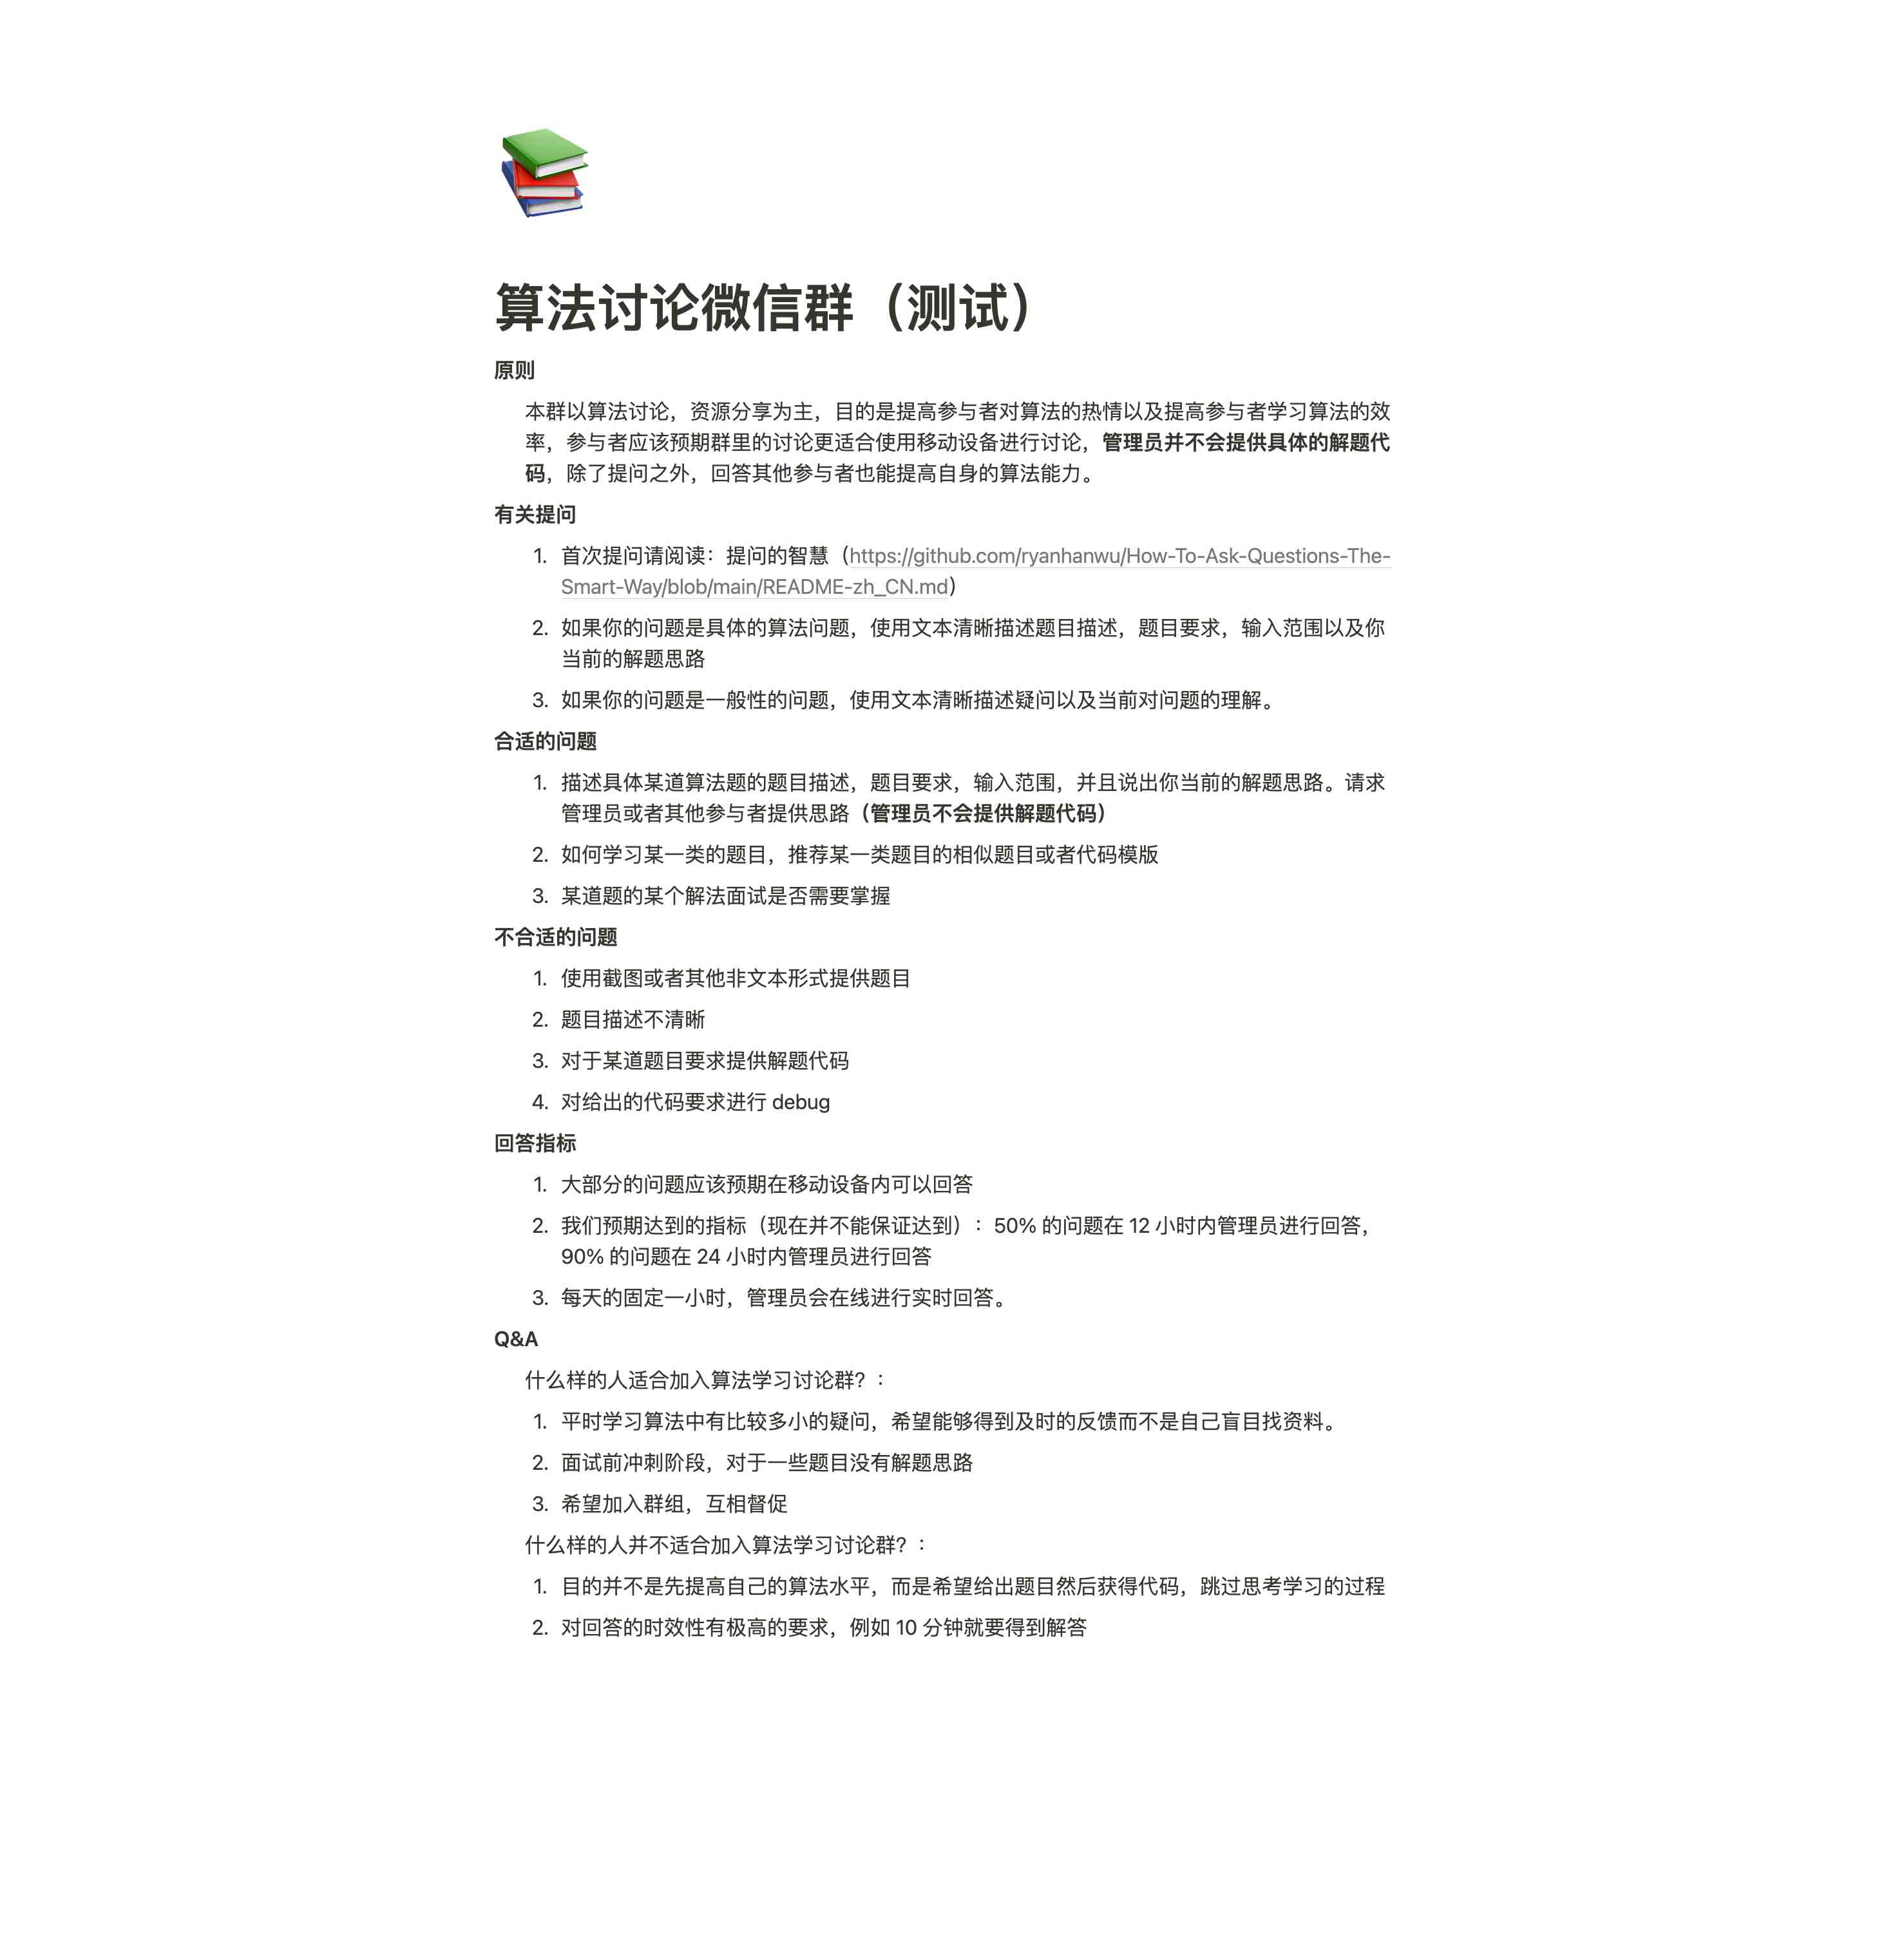 算法讨论微信群（测试）
原则
本群以算法讨论，资源分享为主，目的是提高参与者对算法的热情以及提高参与者学习算法的效
率，参与者应该预期群里的讨论更适合使用移动设备进行讨论，管理员并不会提供具体的解题代
码，除了提问之外，回答其他参与者也能提高自身的算法能力。
有关提问
1. 首次提问请阅读：提问的智慧（https://github.com/ryanhanwu/How-To-Ask-Questions-The-
Smart-Way/blob/main/README-zh_CN.md）
2. 如果你的问题是具体的算法问题，使用文本清晰描述题目描述，题目要求，输入范围以及你
当前的解题思路
3. 如果你的问题是一般性的问题，使用文本清晰描述疑问以及当前对问题的理解。
合适的问题
1. 描述具体某道算法题的题目描述，题目要求，输入范围，并且说出你当前的解题思路。请求
管理员或者其他参与者提供思路（管理员不会提供解题代码）
2. 如何学习某一类的题目，推荐某一类题目的相似题目或者代码模版
3. 某道题的某个解法面试是否需要掌握
不合适的问题
1. 使用截图或者其他非文本形式提供题目
2. 题目描述不清晰
3. 对于某道题目要求提供解题代码
4. 对给出的代码要求进行 debug
回答指标
1. 大部分的问题应该预期在移动设备内可以回答
2. 我们预期达到的指标（现在并不能保证达到）：50% 的问题在 12 小时内管理员进行回答，
90% 的问题在 24 小时内管理员进行回答
3. 每天的固定一小时，管理员会在线进行实时回答。
Q&A
什么样的人适合加入算法学习讨论群？：
1. 平时学习算法中有比较多小的疑问，希望能够得到及时的反馈而不是自己盲目找资料。
2. 面试前冲刺阶段，对于一些题目没有解题思路
3. 希望加入群组，互相督促
什么样的人并不适合加入算法学习讨论群？：
1. 目的并不是先提高自己的算法水平，而是希望给出题目然后获得代码，跳过思考学习的过程
2. 对回答的时效性有极高的要求，例如 10 分钟就要得到解答